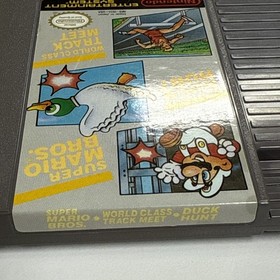 Nintendo
ENTERTAINMENT
SYSTEM
WORLD CLASS
TRACK
MEET
SUPER
MARIO
BROS.
SUPER
MARIO
BROS.
WORLD CLASS
TRACK MEET
DUCK
HUNT